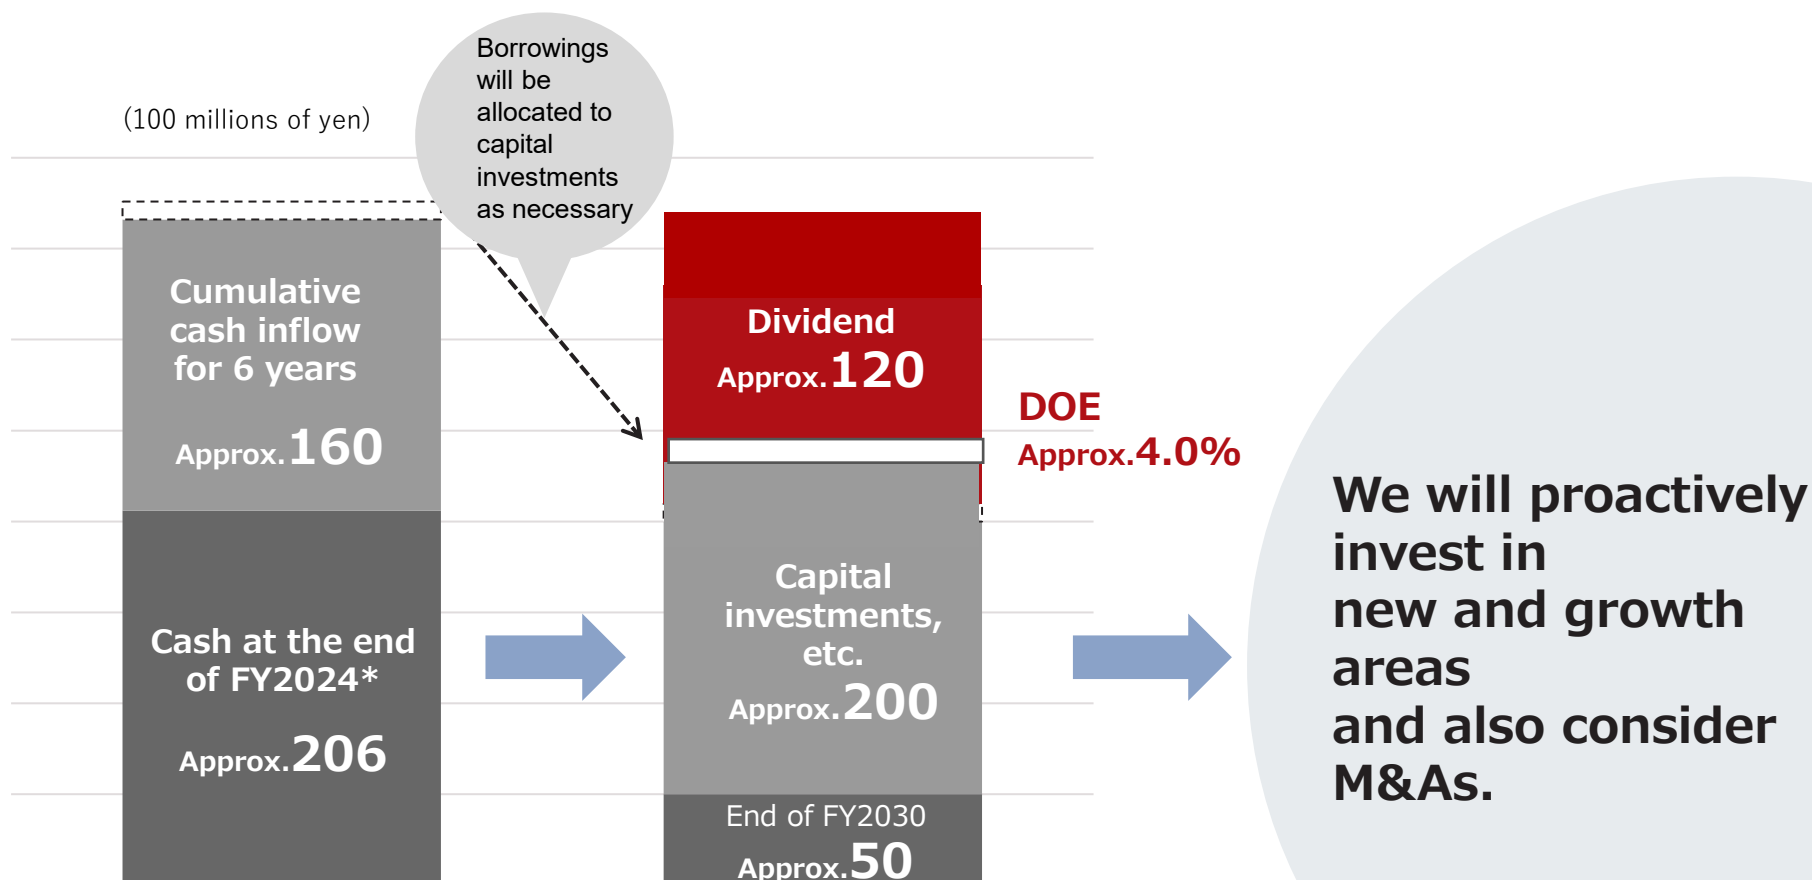 (100 millions of yen)
Borrowings
will be
allocated to
capital
investments
as necessary
Cumulative
cash inflow
for 6 years
Approx.160
Cash at the end
of FY2024*
Approx.206
Dividend
Approx.120
DOE
Approx.4.0%
Capital
investments,
etc.
Approx.200
End of FY2030
Approx.50
We will proactively
invest in
new and growth
areas
and also consider
M&As.